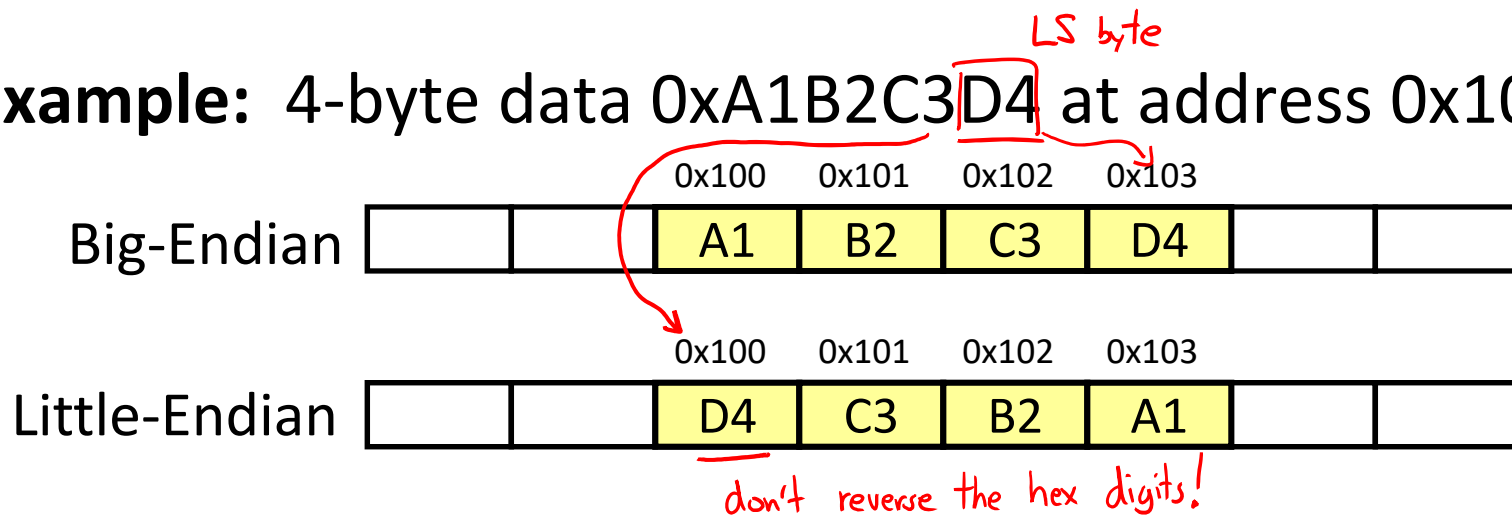 LS byte
xample: 4-byte data 0xA1B2C3D4 at address 0x10
0x100 0x101 0x102 0x103
Big-Endian A1 B2 C3 D4
0x100 0x101 0x102 0x103
Little-Endian D4 C3 B2 A1
don't reverse the hex digits!